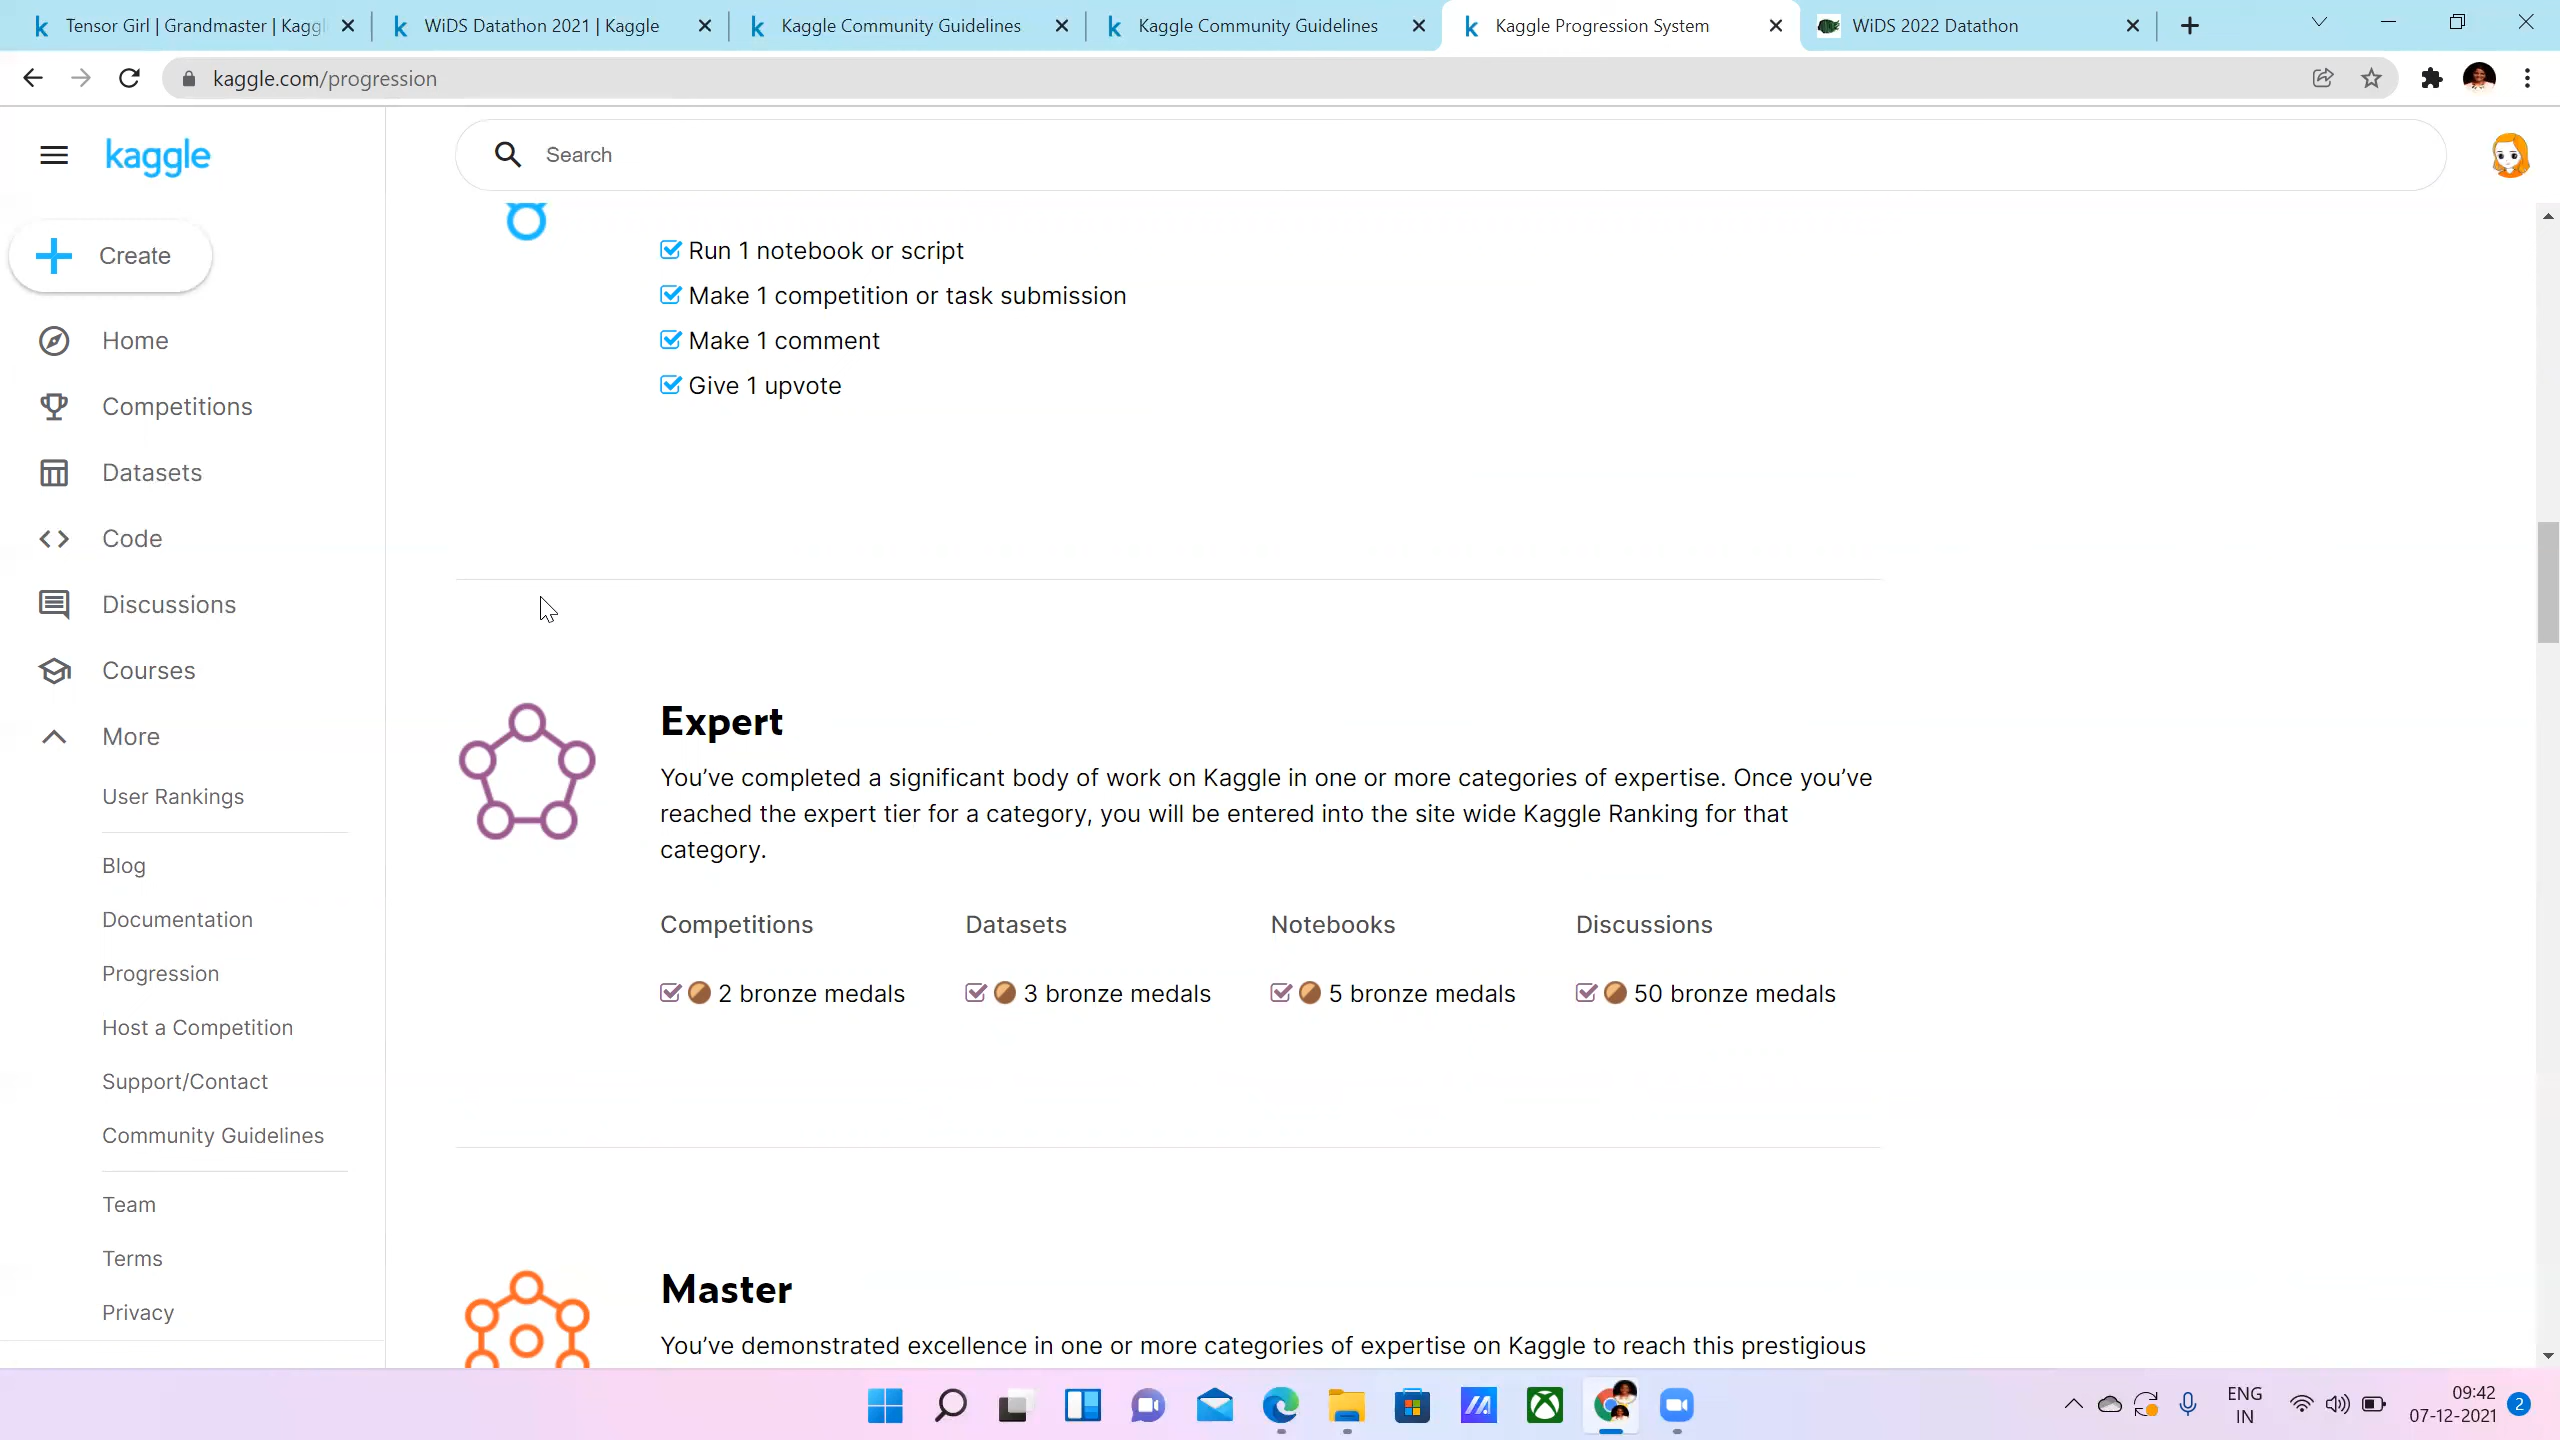 Tensor Girl | Grandmaster | Kaggl
WiDS Datathon 2021 | Kaggle
Kaggle Community Guidelines
Kaggle Community Guidelines
Kaggle Progression System
WiDS 2022 Datathon
kaggle.com/progression
kaggle
Search
Create
Home
Competitions
Datasets
Code
Discussions
Courses
More
User Rankings
Blog
Documentation
Progression
Host a Competition
Support/Contact
Community Guidelines
Team
Terms
Privacy
Run 1 notebook or script
Make 1 competition or task submission
Make 1 comment
Give 1 upvote
Expert
You’ve completed a significant body of work on Kaggle in one or more categories of expertise. Once you’ve
reached the expert tier for a category, you will be entered into the site wide Kaggle Ranking for that
category.
Competitions Datasets Notebooks Discussions
2 bronze medals 3 bronze medals 5 bronze medals 50 bronze medals
Master
You’ve demonstrated excellence in one or more categories of expertise on Kaggle to reach this prestigious
ENG
IN
09:42
07-12-2021
2